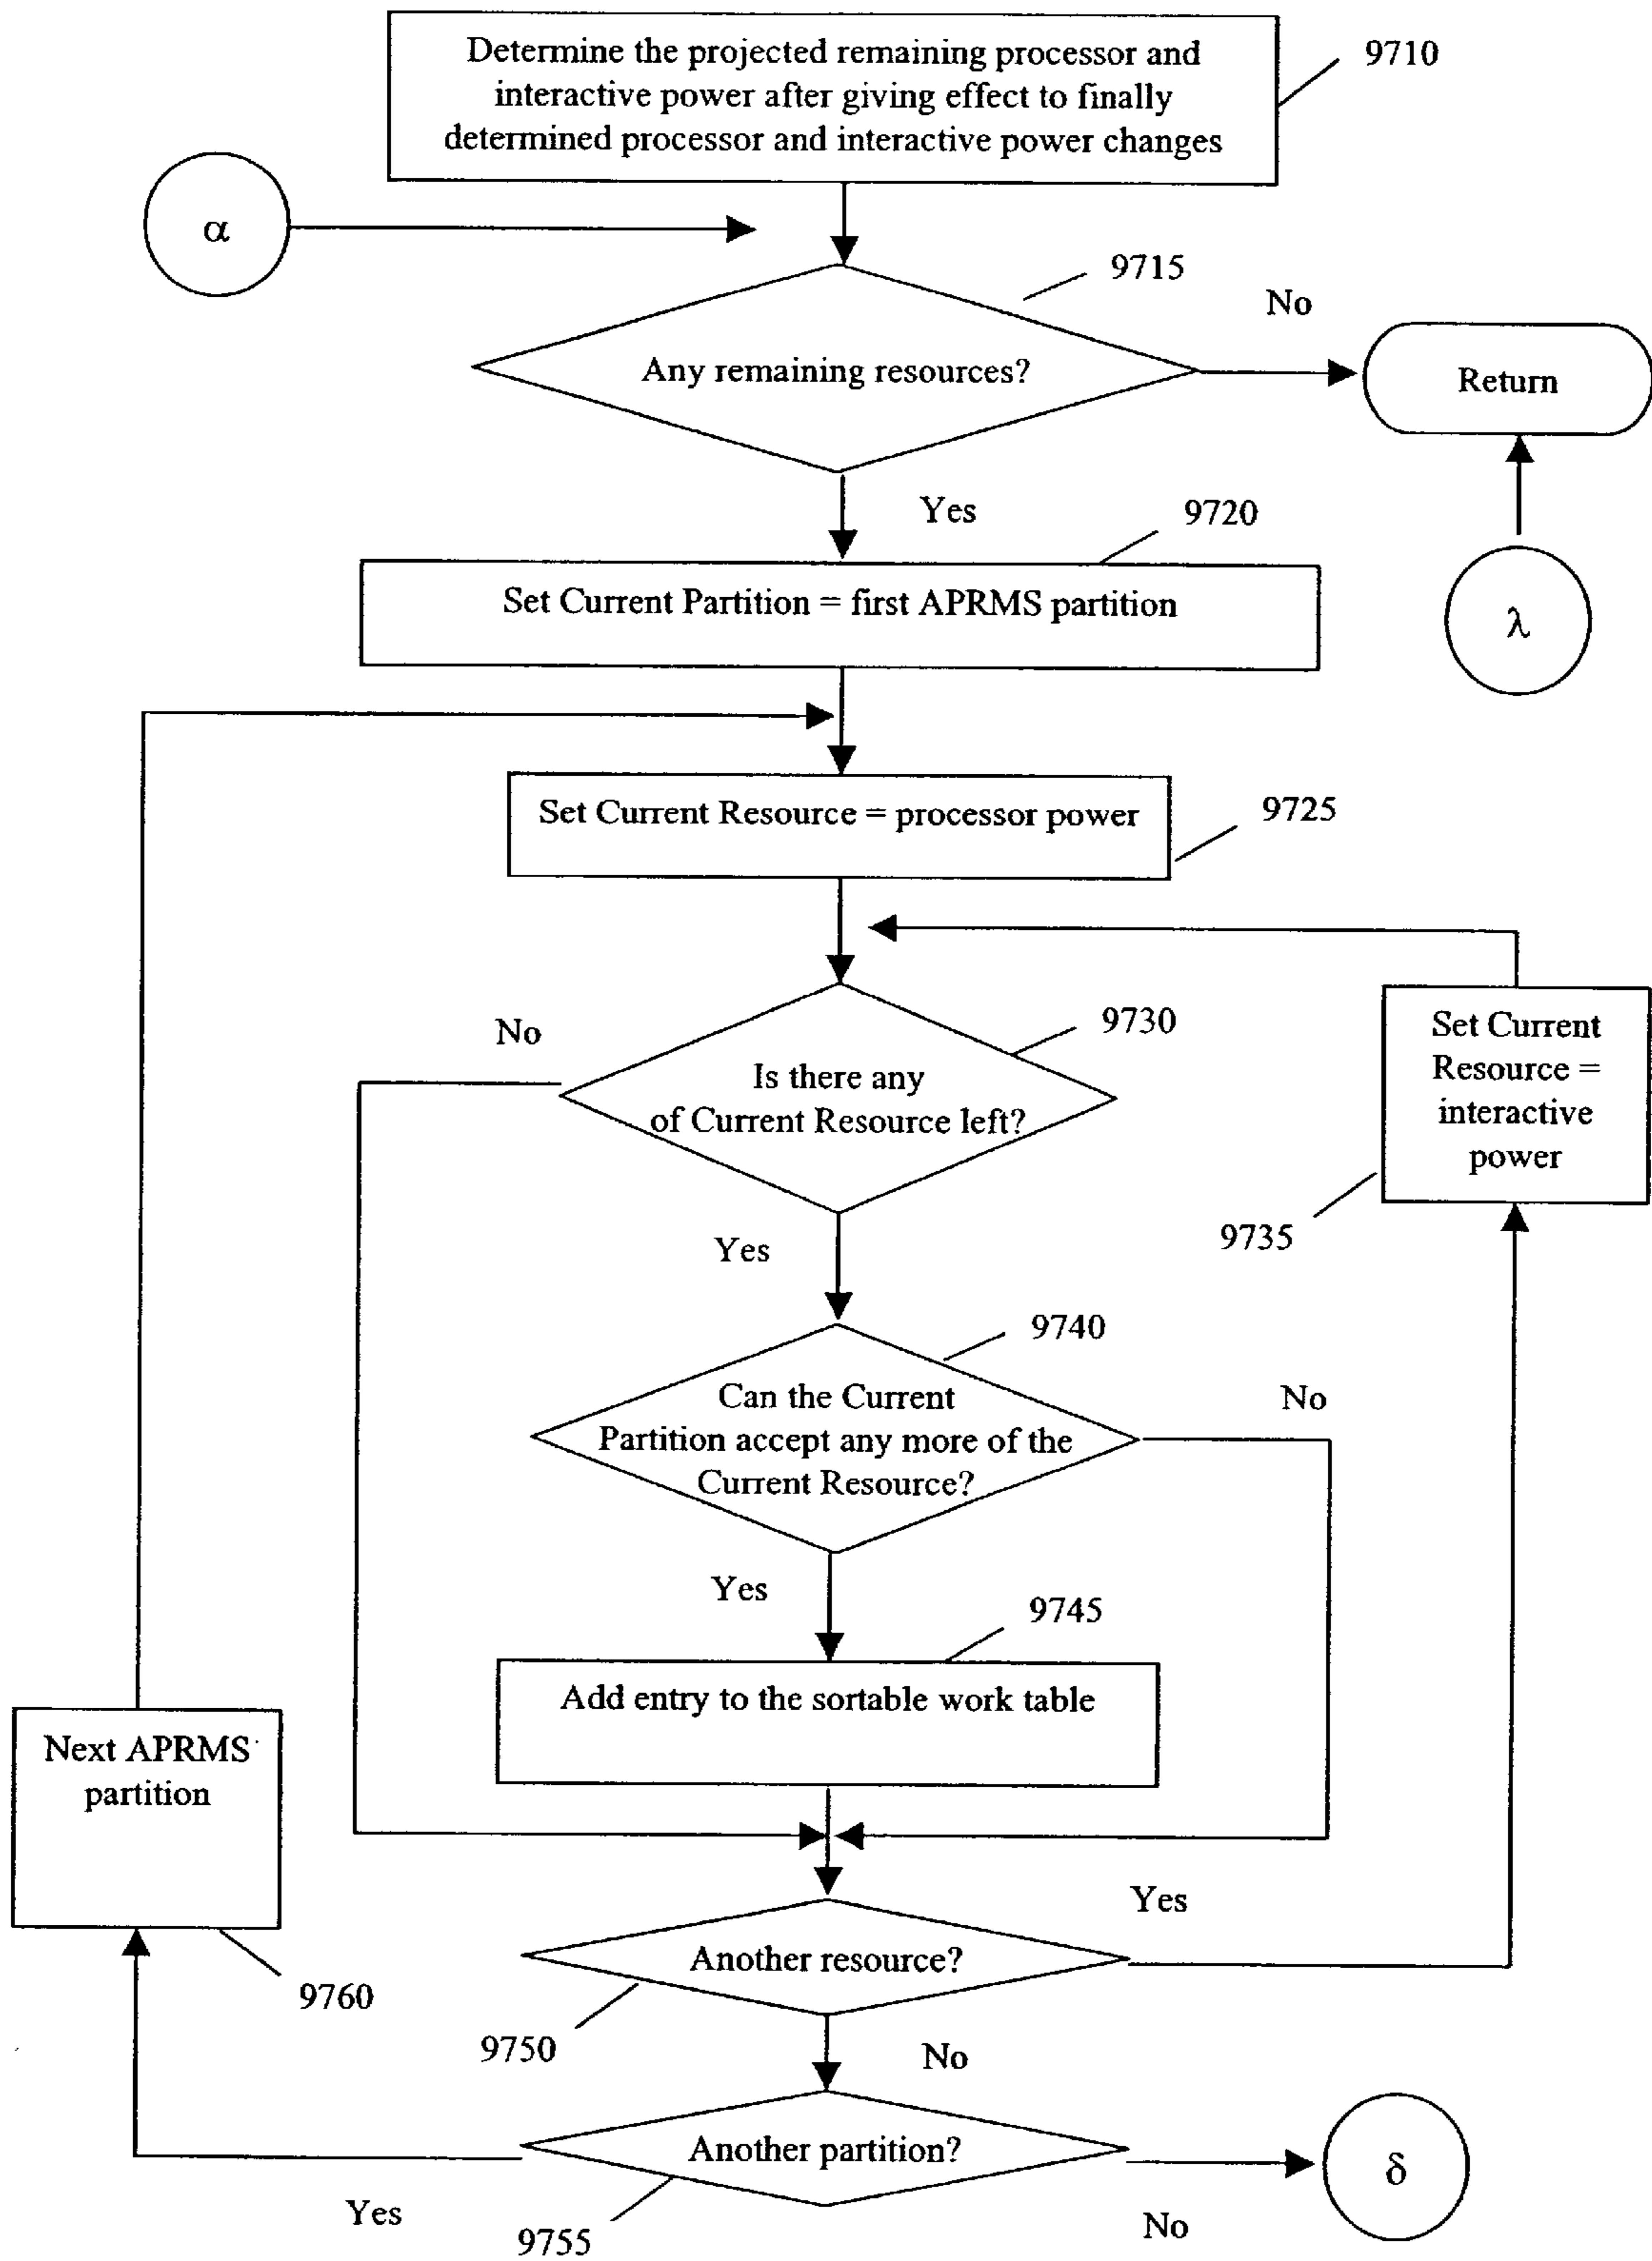 Determine the projected remaining processor and
interactive power after giving effect to finally
determined processor and interactive power changes
9710
α
9715
No
Any remaining resources?
Return
Yes
9720
Set Current Partition = first APRMS partition
λ
Set Current Resource = processor power
9725
No
9730
Is there any
of Current Resource left?
Set Current
Resource =
interactive
power
9735
Yes
9740
Can the Current
Partition accept any more of the
Current Resource?
No
Yes
9745
Add entry to the sortable work table
Next APRMS
partition
9760
Yes
Another resource?
9750
No
Another partition?
δ
Yes
9755
No